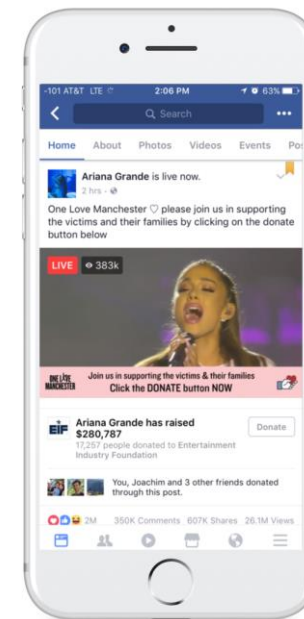 -101 AT&T LTE 2:06 PM 63%
Search
Home About Photos Videos Events Po
Ariana Grande is live now.
2 hrs
One Love Manchester ♡ please join us in supporting
the victims and their families by clicking on the donate
button below
LIVE 383k
ONE LOVE
MANCHESTER
Join us in supporting the victims & their families
Click the DONATE button NOW
EIF
Ariana Grande has raised
$280,787
Donate
17,257 people donated to Entertainment
Industry Foundation
You, Joachim and 3 other friends donated
through this post.
2M 350K Comments 607K Shares 26.1M Views